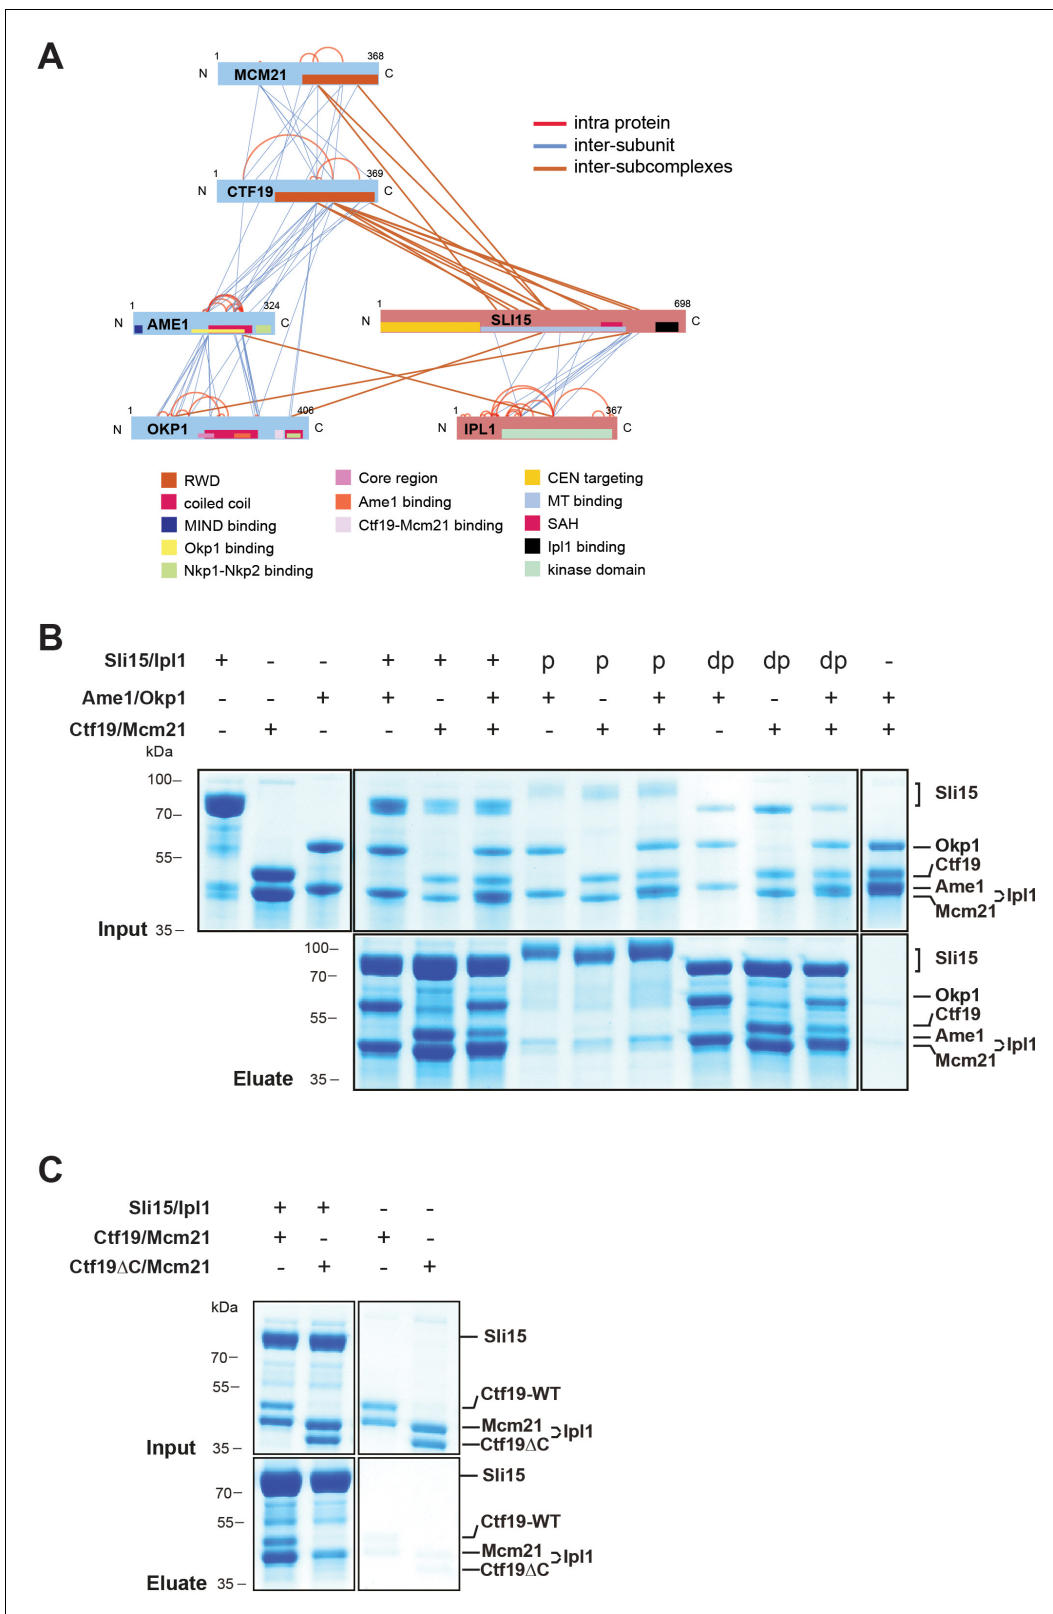 A
1 368
N MCM21 C
intra protein
inter-subunit
inter-subcomplexes
1 369
N CTF19 C
1 324
N AME1 C
1 698
N SLI15 C
1 406
N OKP1 C
1 367
N IPL1 C
RWD
coiled coil
MIND binding
Okp1 binding
Nkp1-Nkp2 binding
Core region
Ame1 binding
Ctf19-Mcm21 binding
CEN targeting
MT binding
SAH
Ipl1 binding
kinase domain
B
Sli15/Ipl1 + - - + + + p p p dp dp dp -
Ame1/Okp1 - - + + - + + - + + - + +
Ctf19/Mcm21 - + - - + + - + + - + + +
kDa
100–
70–
55–
Input 35–
Sli15
Okp1
Ctf19
Ame1
Mcm21
Ipl1
100–
70–
55–
Eluate 35–
Sli15
Okp1
Ctf19
Ame1
Mcm21
Ipl1
C
Sli15/Ipl1 + + - -
Ctf19/Mcm21 + - + -
Ctf19ΔC/Mcm21 - + - +
kDa
70–
55–
Input 35–
Sli15
Ctf19-WT
Mcm21
Ctf19ΔC
Ipl1
70–
55–
Eluate 35–
Sli15
Ctf19-WT
Mcm21
Ctf19ΔC
Ipl1